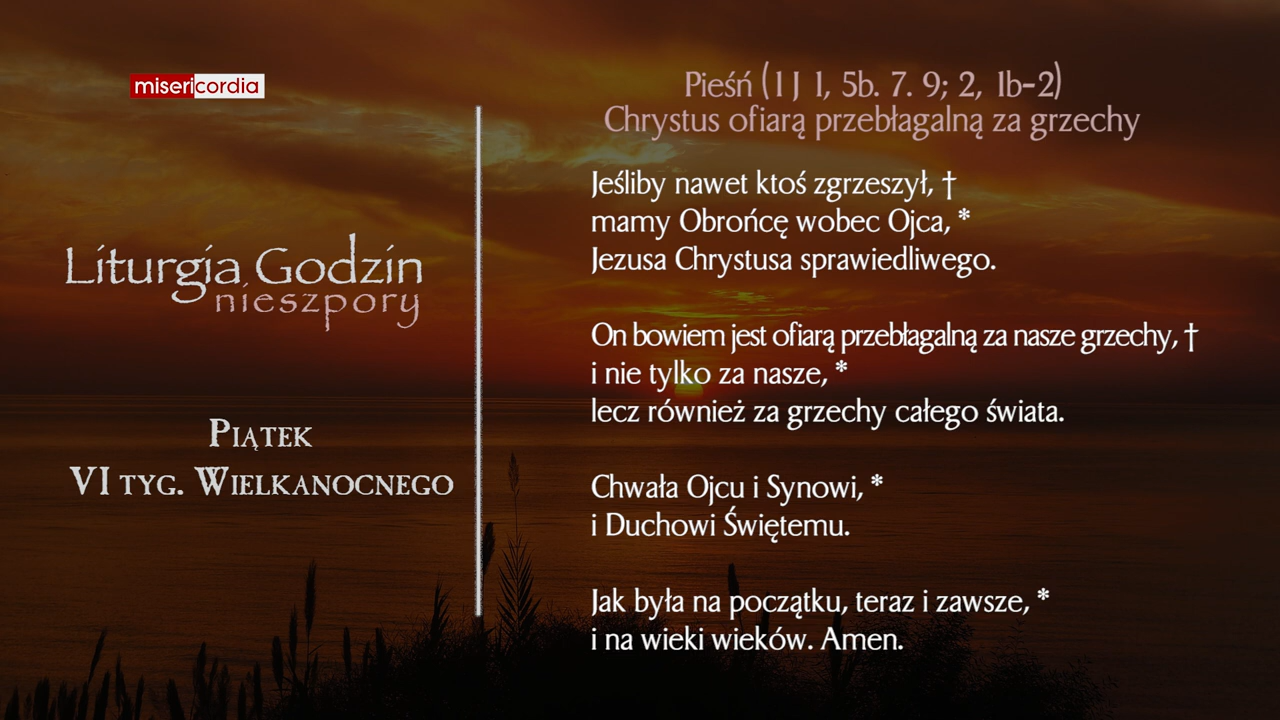 misericordia
Liturgia Godzin
nieszpory
Piątek
VI tyg. Wielkanocnego
Pieśń (1 J 1, 5b. 7. 9; 2, 1b-2)
Chrystus ofiarą przebłagalną za grzechy
Jeśliby nawet ktoś zgrzeszył, †
mamy Obrońcę wobec Ojca, *
Jezusa Chrystusa sprawiedliwego.
On bowiem jest ofiarą przebłagalną za nasze grzechy, †
i nie tylko za nasze, *
lecz również za grzechy całego świata.
Chwała Ojcu i Synowi, *
i Duchowi Świętemu.
Jak była na początku, teraz i zawsze, *
i na wieki wieków. Amen.